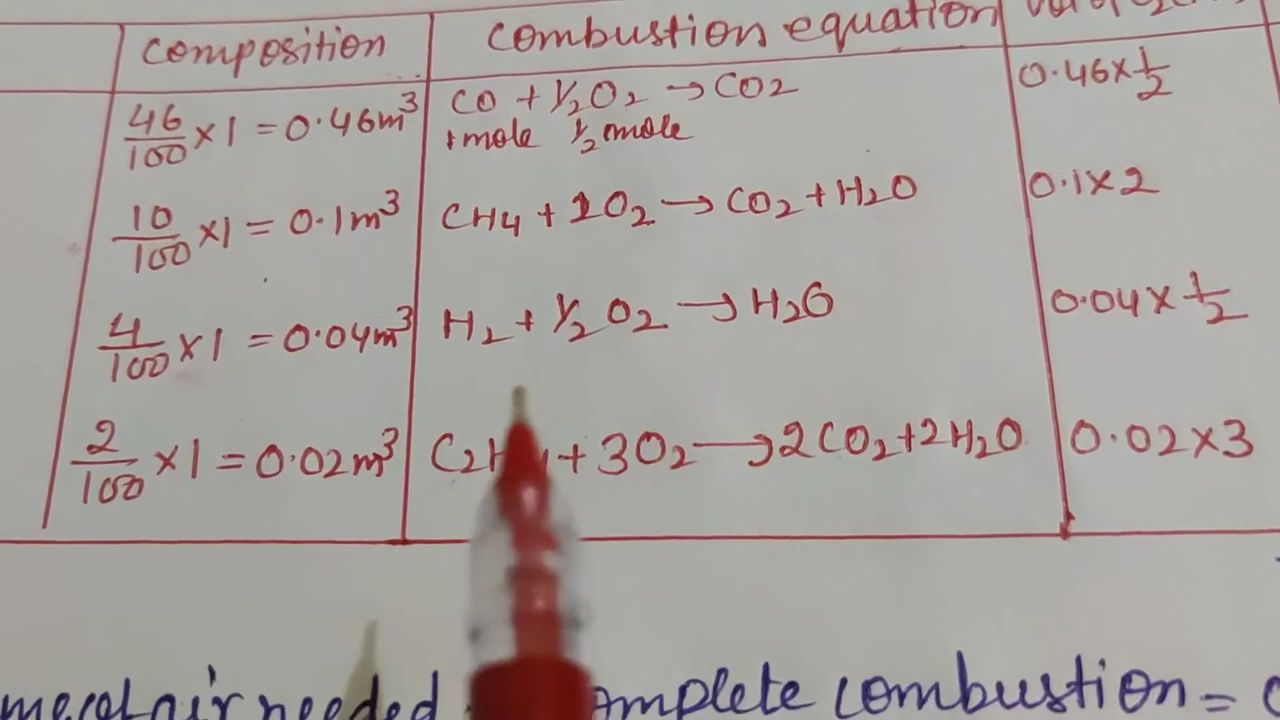 composition combustion equation
46/100 × 1 = 0.46m³ CO + 1/2O2 → CO2 0.46 × 1/2
1 mole 1/2 mole
10/100 × 1 = 0.1m³ CH4 + 2O2 → CO2 + H2O 0.1 × 2
4/100 × 1 = 0.04m³ H2 + 1/2 O2 → H2O 0.04 × 1/2
2/100 × 1 = 0.02m³ + 3O2 → 2CO2 + 2H2O 0.02 × 3
air needed combustion =